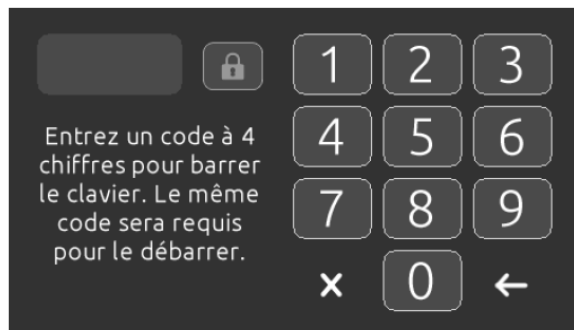 1 2 3
4 5 6
7 8 9
× 0 ←
Entrez un code à 4
chiffres pour barrer
le clavier. Le même
code sera requis
pour le débarrer.